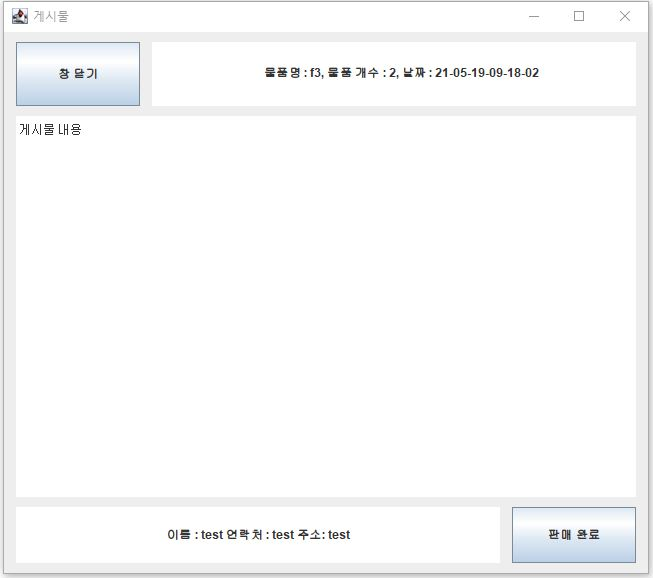 게시물
창 닫기
물품명 : f3, 물품 개수 : 2, 날짜 : 21-05-19-09-18-02
게시물 내용
이름 : test 연락처 : test 주소: test
판매 완료